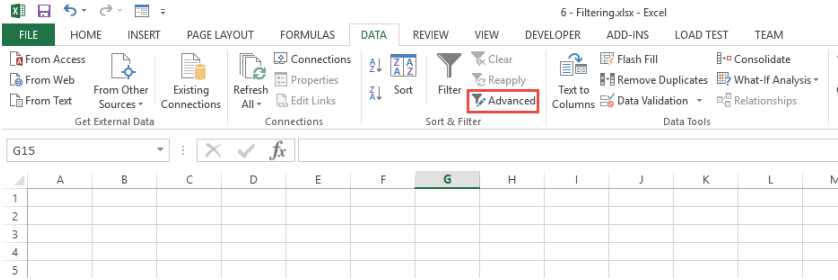 6 - Filtering.xlsx - Excel
FILE HOME INSERT PAGE LAYOUT FORMULAS DATA REVIEW VIEW DEVELOPER ADD-INS LOAD TEST TEAM
From Access
From Web
From Text
From Other
Sources
Get External Data
Existing
Connections
Refresh
All
Connections
Properties
Edit Links
Connections
A
Z
Z
A
Z A
A Z
Sort
Filter
Clear
Reapply
Advanced
Sort & Filter
Text to
Columns
Flash Fill
Remove Duplicates
Data Validation
Consolidate
What-If Analysis
Relationships
Data Tools
G15 fx
A B C D E F G H I J K L M
1
2
3
4
5